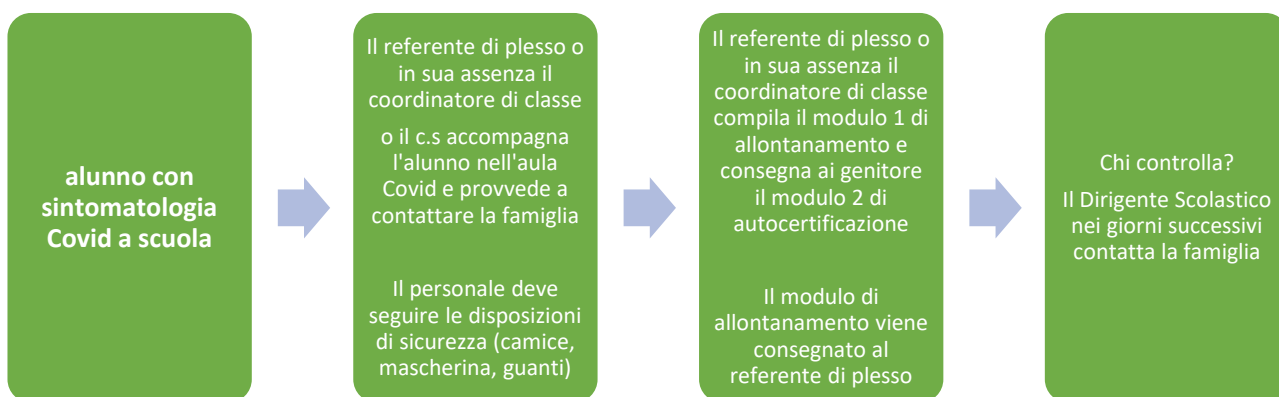 alunno con
sintomatologia
Covid a scuola
Il referente di plesso o
in sua assenza il
coordinatore di classe
o il c.s accompagna
l'alunno nell'aula
Covid e provvede a
contattare la famiglia
Il personale deve
seguire le disposizioni
di sicurezza (camice,
mascherina, guanti)
Il referente di plesso o
in sua assenza il
coordinatore di classe
compila il modulo 1 di
allontanamento e
consegna ai genitore
il modulo 2 di
autocertificazione
Il modulo di
allontanamento viene
consegnato al
referente di plesso
Chi controlla?
Il Dirigente Scolastico
nei giorni successivi
contatta la famiglia